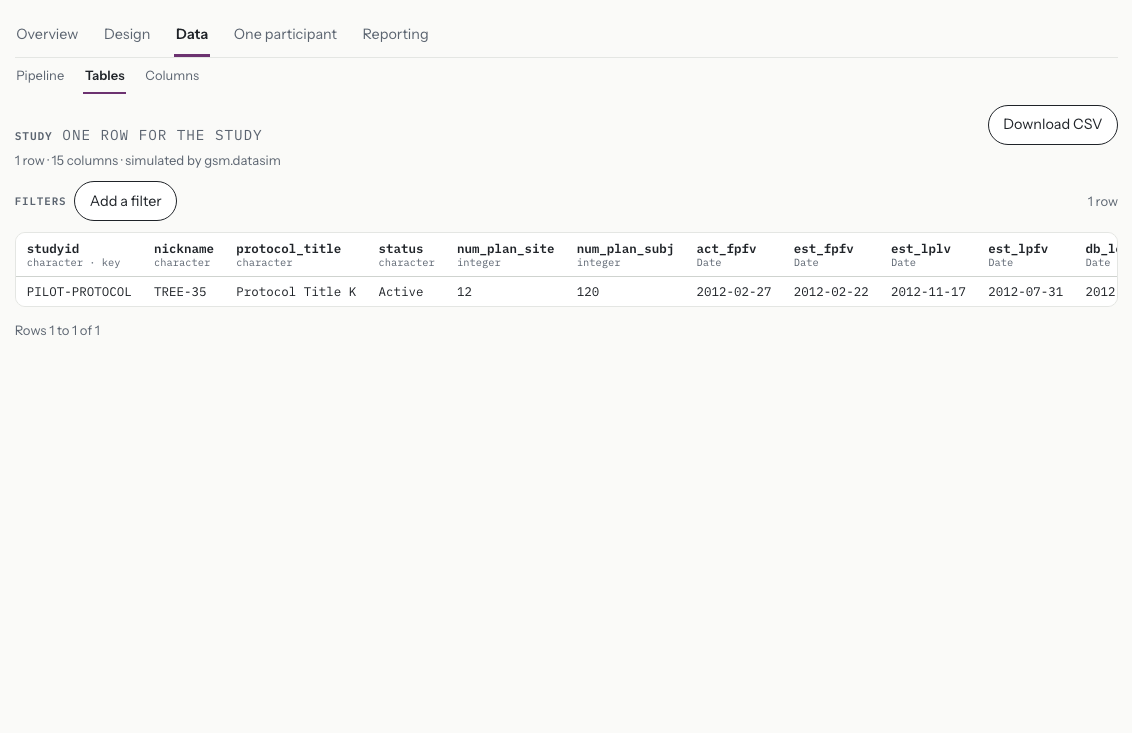 Overview Design Data One participant Reporting
Pipeline Tables Columns
Download CSV
STUDY ONE ROW FOR THE STUDY
1 row · 15 columns · simulated by gsm.datasim
FILTERS Add a filter 1 row
studyid nickname protocol_title status num_plan_site num_plan_subj act_fpfv est_fpfv est_lplv est_lpfv
character · key character character character integer integer Date Date Date Date Date
PILOT-PROTOCOL TREE-35 Protocol Title K Active 12 120 2012-02-27 2012-02-22 2012-11-17 2012-07-31 2012
Rows 1 to 1 of 1